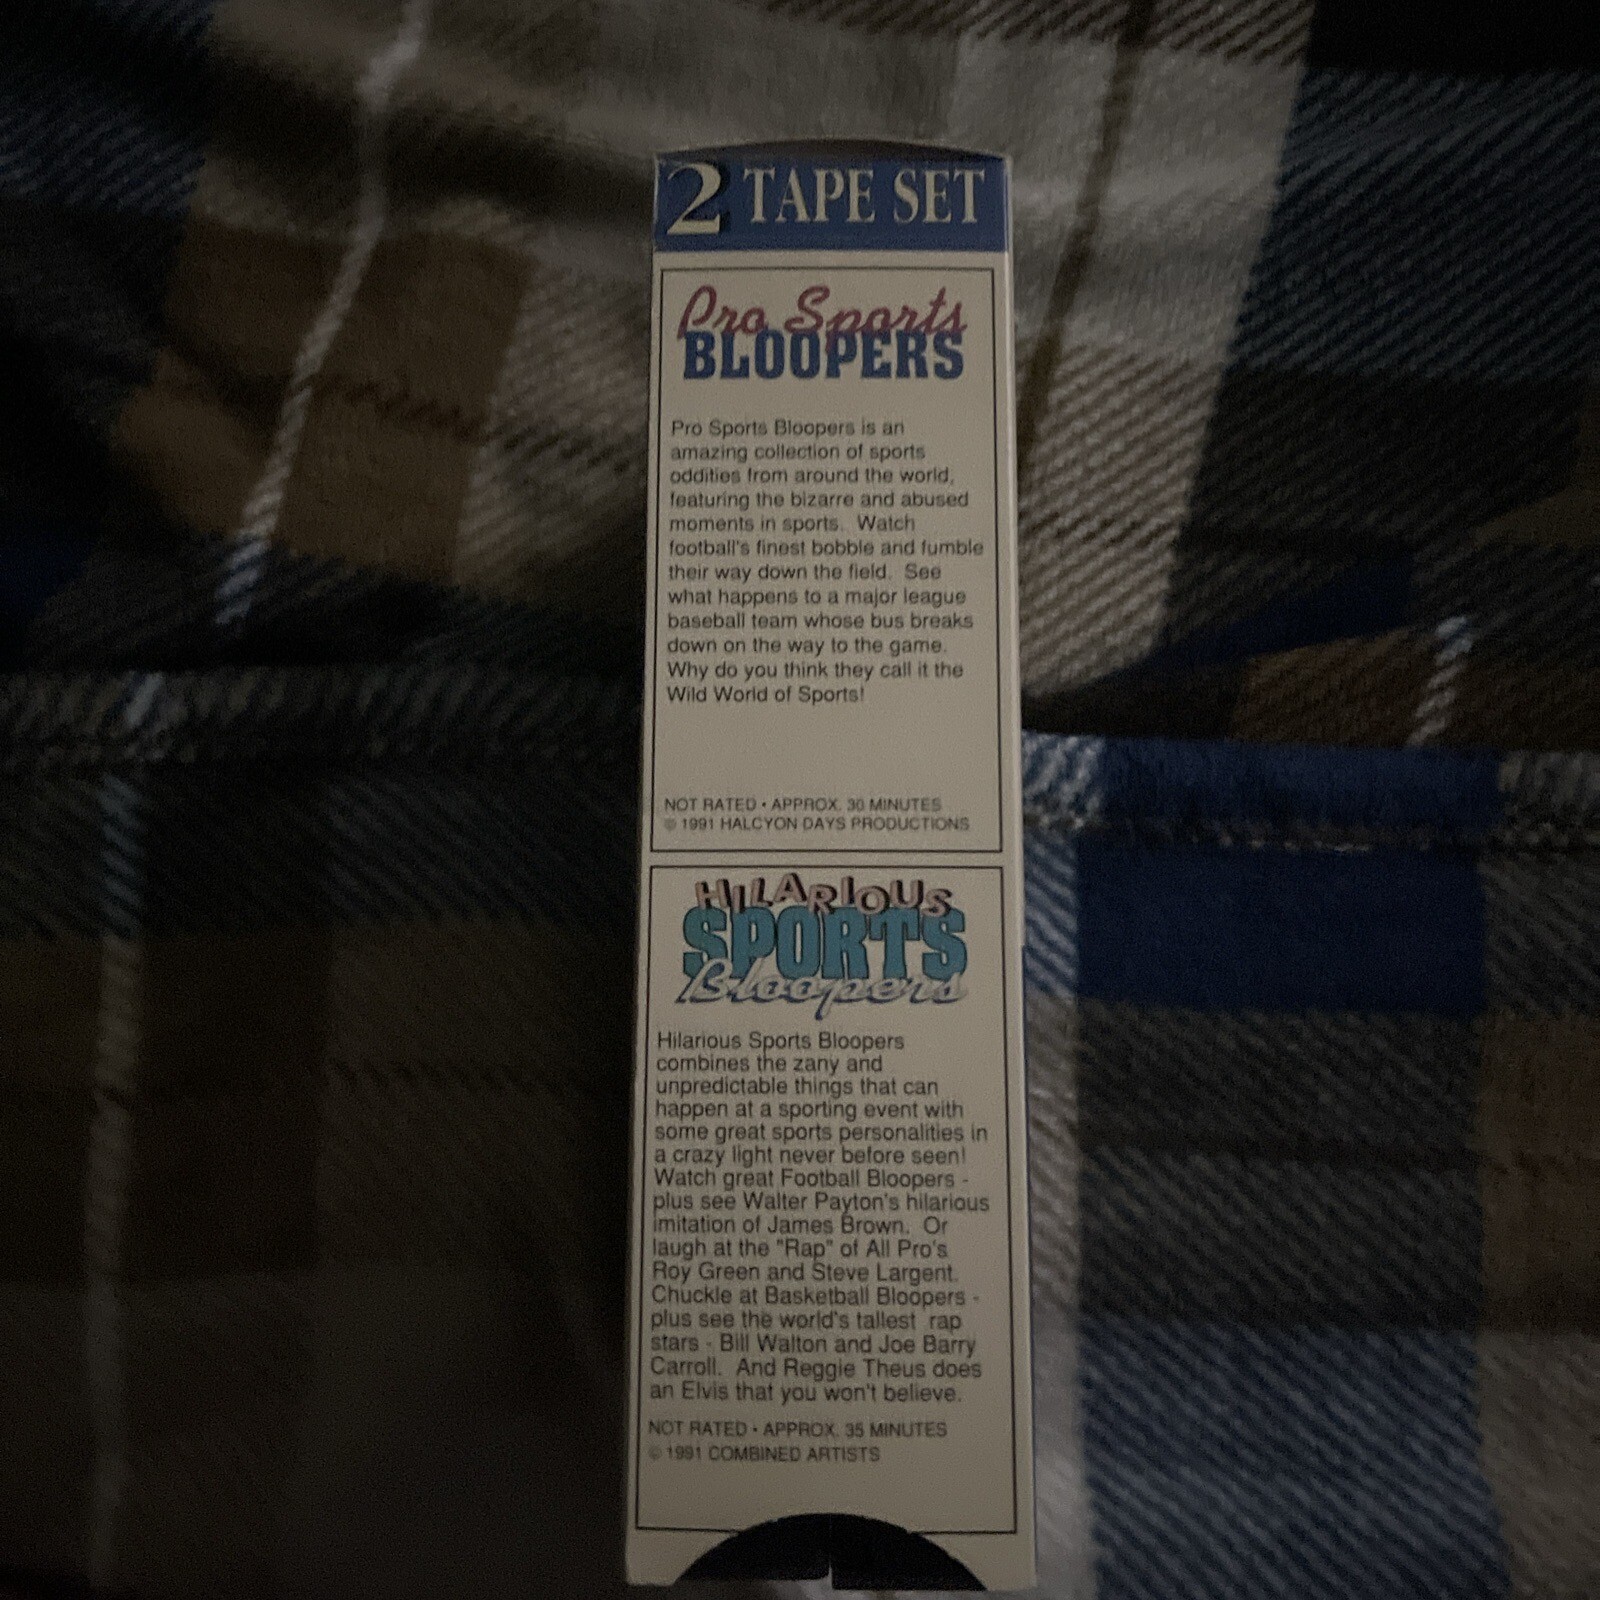 2 TAPE SET
Pro Sports
BLOOPERS
Pro Sports Bloopers is an
amazing collection of sports
oddities from around the world,
featuring the bizarre and abused
moments in sports. Watch
football's finest bobble and fumble
their way down the field. See
what happens to a major league
baseball team whose bus breaks
down on the way to the game.
Why do you think they call it the
Wild World of Sports!
NOT RATED • APPROX. 30 MINUTES
© 1991 HALCYON DAYS PRODUCTIONS
HILARIOUS
SPORTS
Bloopers
Hilarious Sports Bloopers
combines the zany and
unpredictable things that can
happen at a sporting event with
some great sports personalities in
a crazy light never before seen!
Watch great Football Bloopers -
plus see Walter Payton's hilarious
imitation of James Brown. Or
laugh at the "Rap" of All Pro's
Roy Green and Steve Largent.
Chuckle at Basketball Bloopers -
plus see the world's tallest rap
stars - Bill Walton and Joe Barry
Carroll. And Reggie Theus does
an Elvis that you won't believe.
NOT RATED • APPROX. 35 MINUTES
© 1991 COMBINED ARTISTS